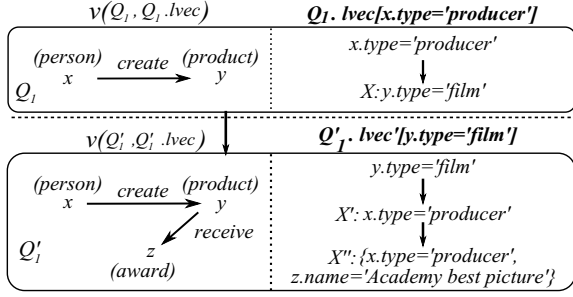 v(Q₁, Q₁.lvec)
Q₁. lvec[x.type='producer']
(person) (product)
x create y
Q₁
x.type='producer'
X:y.type='film'
v(Q'₁, Q'₁.lvec)
Q'₁. lvec'[y.type='film']
(person) (product)
x create y
receive
z
(award)
Q'₁
y.type='film'
X':x.type='producer'
X'':{x.type='producer',
z.name='Academy best picture'}